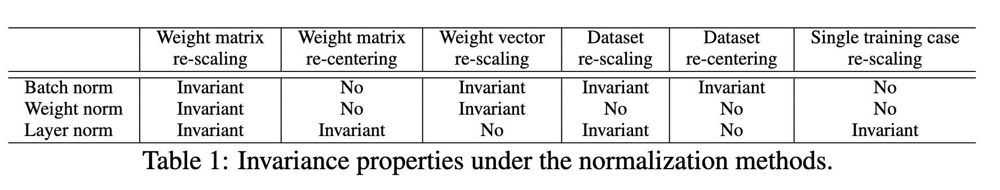 Weight matrix Weight matrix Weight vector Dataset Dataset Single training case
re-scaling re-centering re-scaling re-scaling re-centering re-scaling
Batch norm Invariant No Invariant Invariant Invariant No
Weight norm Invariant No Invariant No No No
Layer norm Invariant Invariant No Invariant No Invariant
Table 1: Invariance properties under the normalization methods.